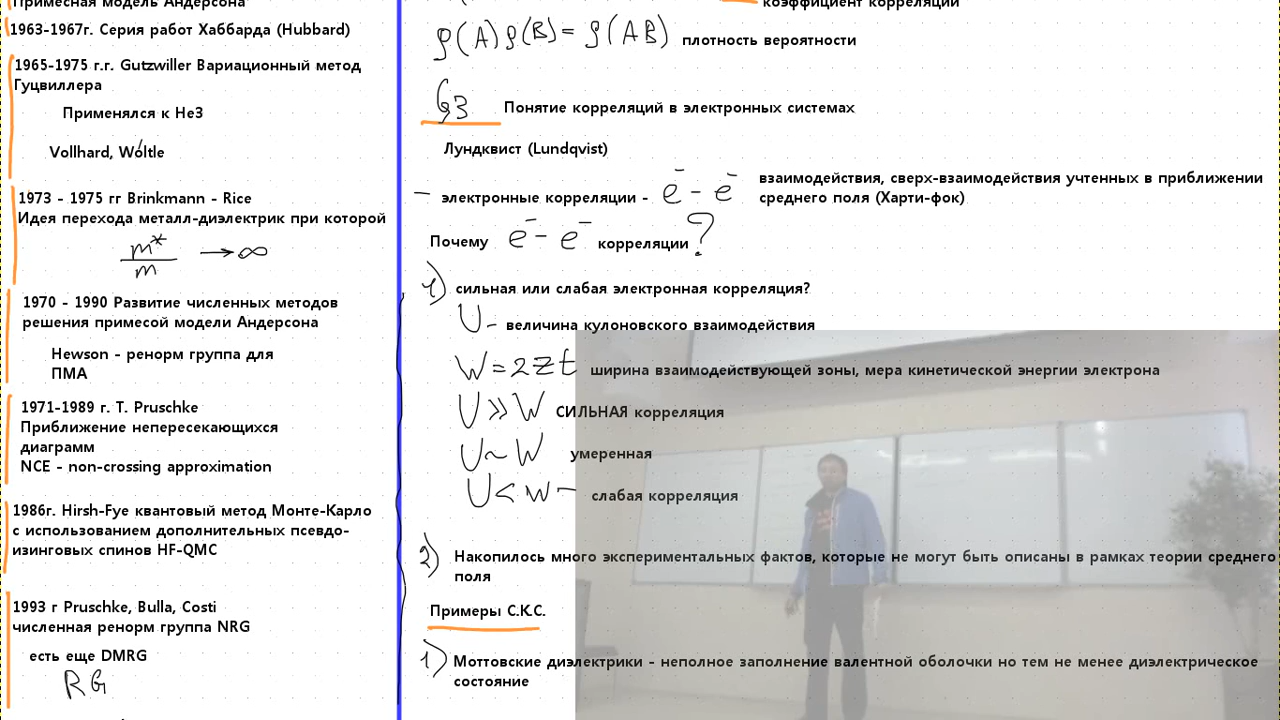 Примесная модель Андерсона
1963-1967г. Серия работ Хаббарда (Hubbard)
1965-1975 г.г. Gutzwiller Вариационный метод
Гуцвиллера
Применялся к He3
Vollhard, Wóltle
1973 - 1975 гг Brinkmann - Rice
Идея перехода металл-диэлектрик при которой
m*/m → ∞
1970 - 1990 Развитие численных методов
решения примесой модели Андерсона
Hewson - ренорм группа для
ПМА
1971-1989 г. T. Pruschke
Приближение непересекающихся
диаграмм
NCE - non-crossing approximation
1986г. Hirsh-Fye квантовый метод Монте-Карло
с использованием дополнительных псевдо-
изинговых спинов HF-QMC
1993 г Pruschke, Bulla, Costi
численная ренорм группа NRG
есть еще DMRG
RG
коэффициент корреляции
ρ(A) ρ(B) = ρ(AB) плотность вероятности
§3 Понятие корреляций в электронных системах
Лундквист (Lundqvist)
— электронные корреляции - e⁻ - e⁻ взаимодействия, сверх-взаимодействия учтенных в приближении
среднего поля (Харти-фок)
Почему e⁻ - e⁻ корреляции ?
1) сильная или слабая электронная корреляция?
U - величина кулоновского взаимодействия
W = 2zt ширина взаимодействующей зоны, мера кинетической энергии электрона
U ≫ W СИЛЬНАЯ корреляция
U ~ W умеренная
U < W — слабая корреляция
2) Накопилось много экспериментальных фактов, которые не могут быть описаны в рамках теории среднего
поля
Примеры С.К.С.
1) Моттовские диэлектрики - неполное заполнение валентной оболочки но тем не менее диэлектрическое
состояние